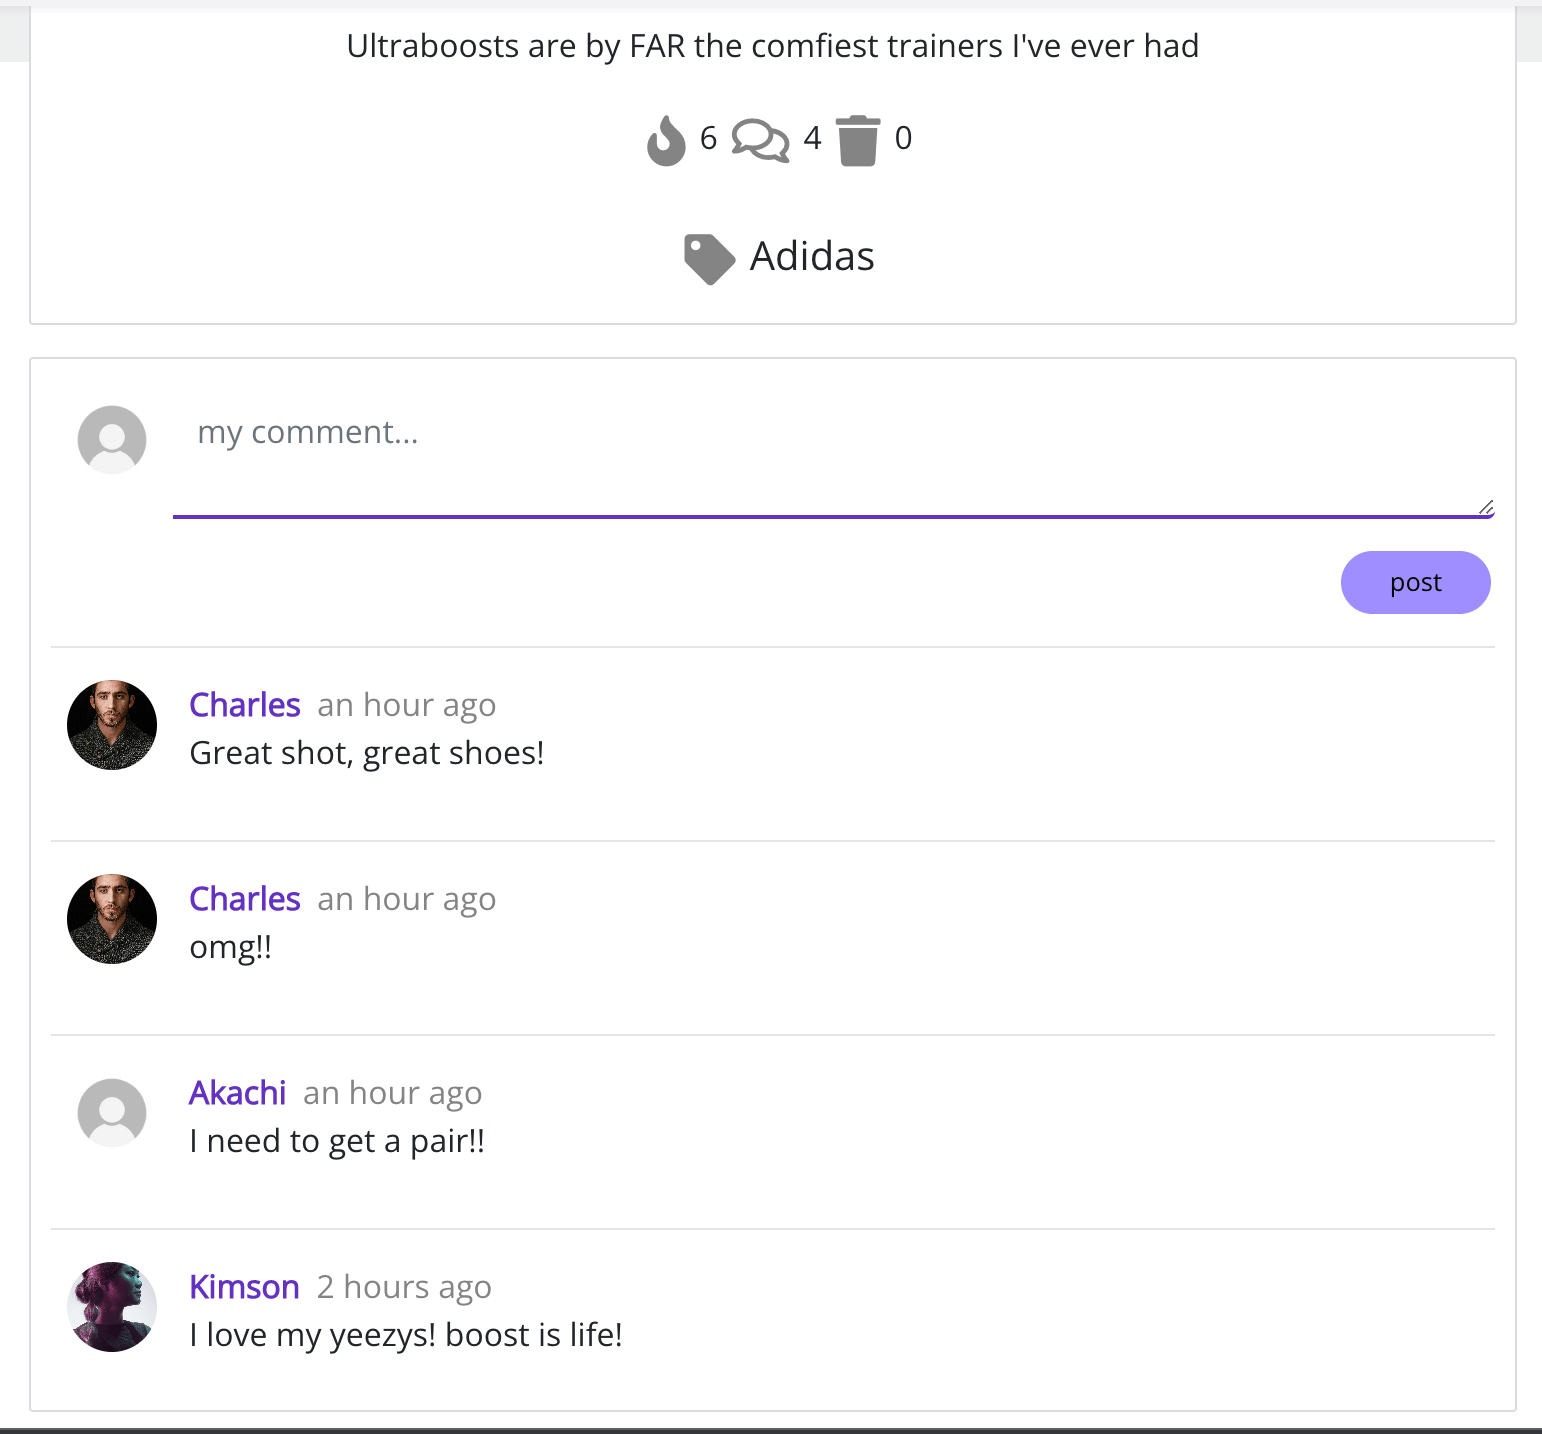 Ultraboosts are by FAR the comfiest trainers I've ever had
6 4 0
Adidas
my comment...
post
Charles an hour ago
Great shot, great shoes!
Charles an hour ago
omg!!
Akachi an hour ago
I need to get a pair!!
Kimson 2 hours ago
I love my yeezys! boost is life!